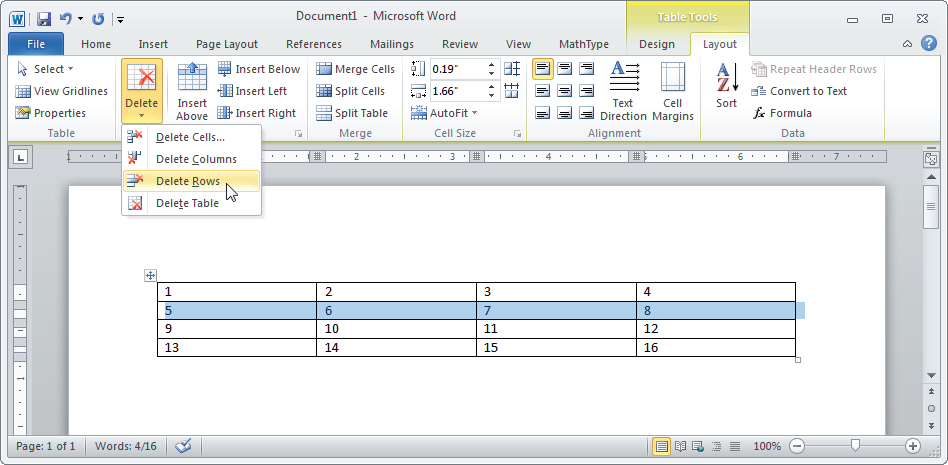 Document1 - Microsoft Word
Table Tools
File Home Insert Page Layout References Mailings Review View MathType Design Layout
Select
View Gridlines
Properties
Table
Delete
Insert Above
Insert Below
Insert Left
Insert Right
Merge Cells
Split Cells
Split Table
Merge
0.19"
1.66"
AutoFit
Cell Size
Text Direction
Cell Margins
Alignment
Sort
Repeat Header Rows
Convert to Text
Formula
Data
Delete Cells...
Delete Columns
Delete Rows
Delete Table
1 2 3 4 5 6 7
1 2 3 4
5 6 7 8
9 10 11 12
13 14 15 16
Page: 1 of 1 Words: 4/16 100%